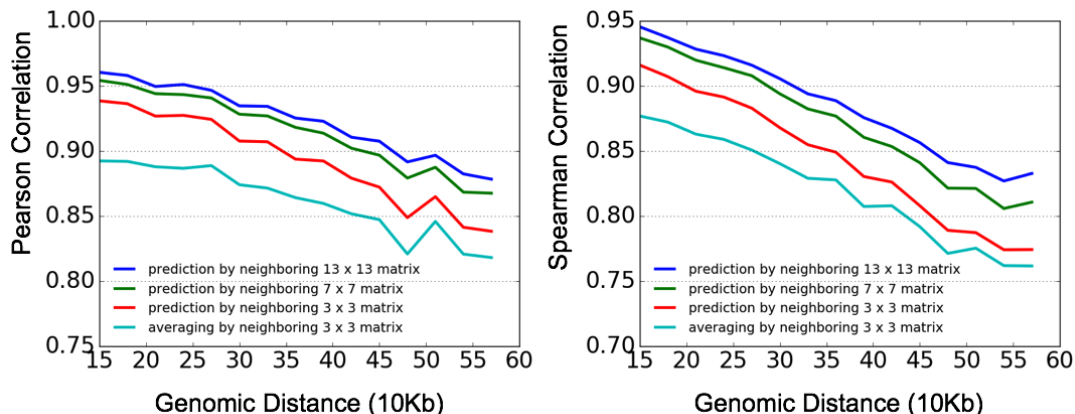 Pearson Correlation
1.00
0.95
0.90
0.85
0.80
0.75
prediction by neighboring 13 x 13 matrix
prediction by neighboring 7 x 7 matrix
prediction by neighboring 3 x 3 matrix
averaging by neighboring 3 x 3 matrix
15 20 25 30 35 40 45 50 55 60
Genomic Distance (10Kb)
Spearman Correlation
0.95
0.90
0.85
0.80
0.75
0.70
prediction by neighboring 13 x 13 matrix
prediction by neighboring 7 x 7 matrix
prediction by neighboring 3 x 3 matrix
averaging by neighboring 3 x 3 matrix
15 20 25 30 35 40 45 50 55 60
Genomic Distance (10Kb)